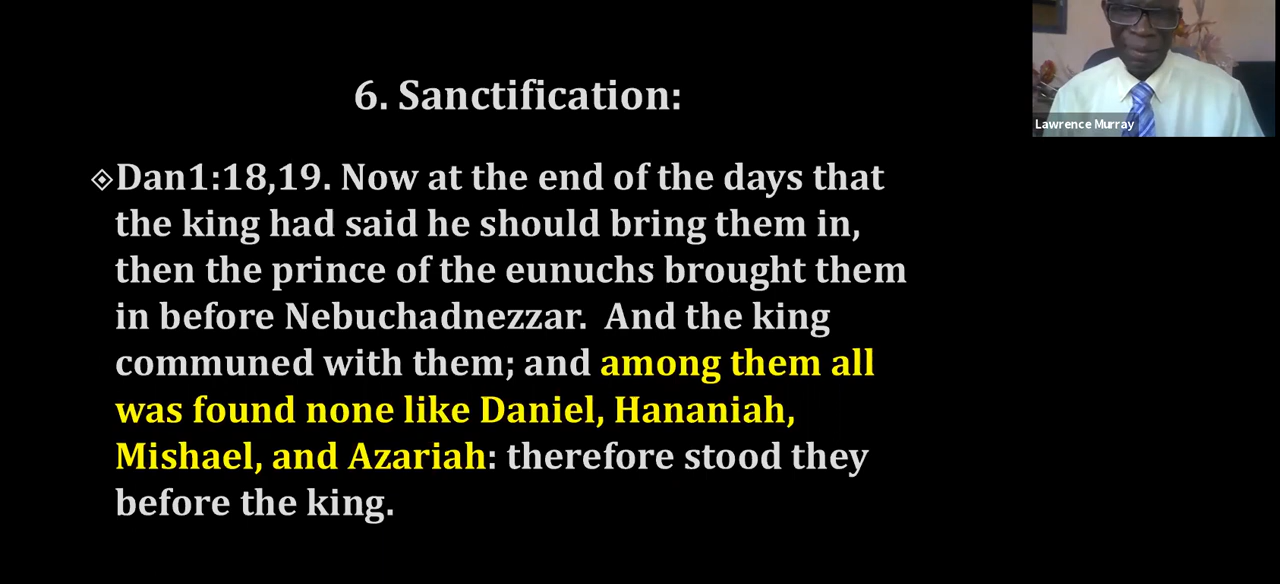 6. Sanctification:
Lawrence Murray
Dan1:18,19. Now at the end of the days that
the king had said he should bring them in,
then the prince of the eunuchs brought them
in before Nebuchadnezzar.  And the king
communed with them; and among them all
was found none like Daniel, Hananiah,
Mishael, and Azariah: therefore stood they
before the king.